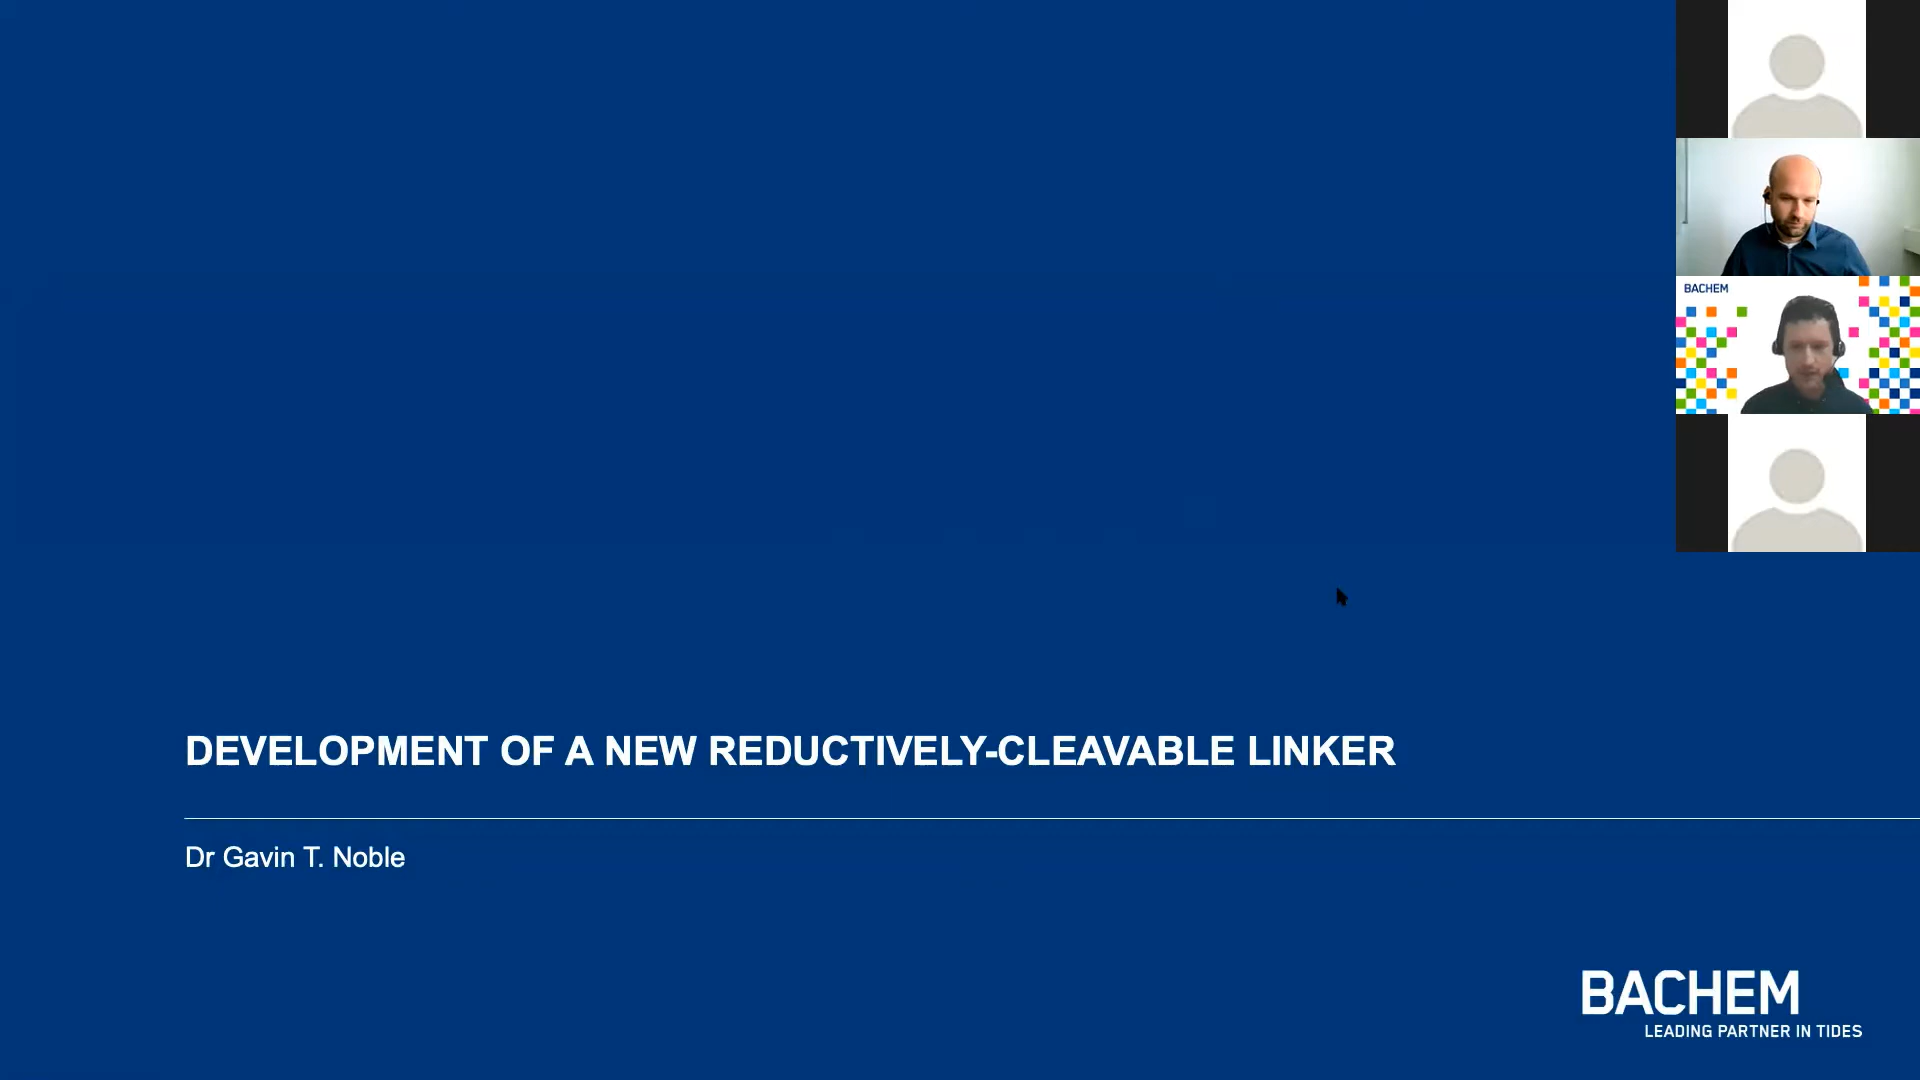 BACHEM
DEVELOPMENT OF A NEW REDUCTIVELY-CLEAVABLE LINKER
Dr Gavin T. Noble
BACHEM
LEADING PARTNER IN TIDES